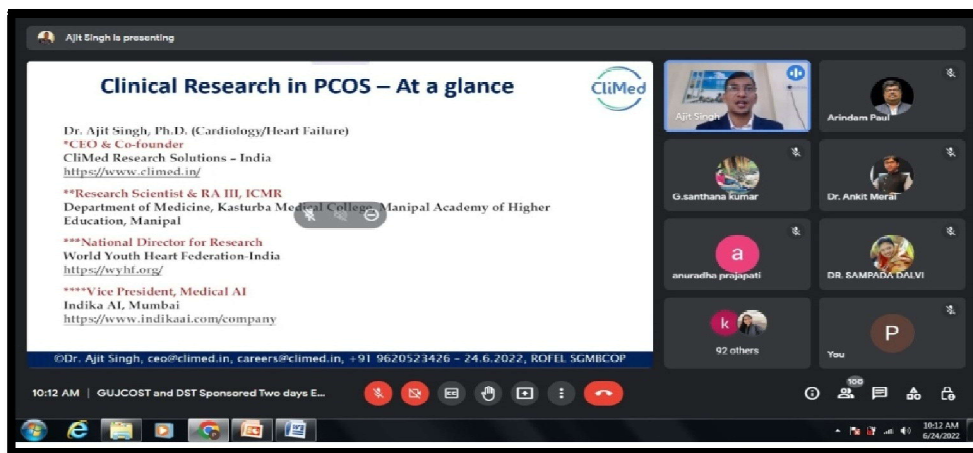 Ajit Singh is presenting
Clinical Research in PCOS – At a glance
CliMed
Dr. Ajit Singh, Ph.D. (Cardiology/Heart Failure)
*CEO & Co-founder
CliMed Research Solutions – India
https://www.climed.in/
**Research Scientist & RA III, ICMR
Department of Medicine, Kasturba Medical College, Manipal Academy of Higher
Education, Manipal
***National Director for Research
World Youth Heart Federation-India
https://wyhf.org/
****Vice President, Medical AI
Indika AI, Mumbai
https://www.indikaai.com/company
©Dr. Ajit Singh, ceo@climed.in, careers@climed.in, +91 9620523426 – 24.6.2022, ROFEL SGMBCOP
Ajit Singh
Arindam Paul
G.santhana kumar
Dr. Ankit Merai
a
anuradha prajapati
DR. SAMPADA DALVI
k
92 others
P
You
10:12 AM | GUJCOST and DST Sponsored Two days E...
100
10:12 AM
6/24/2022